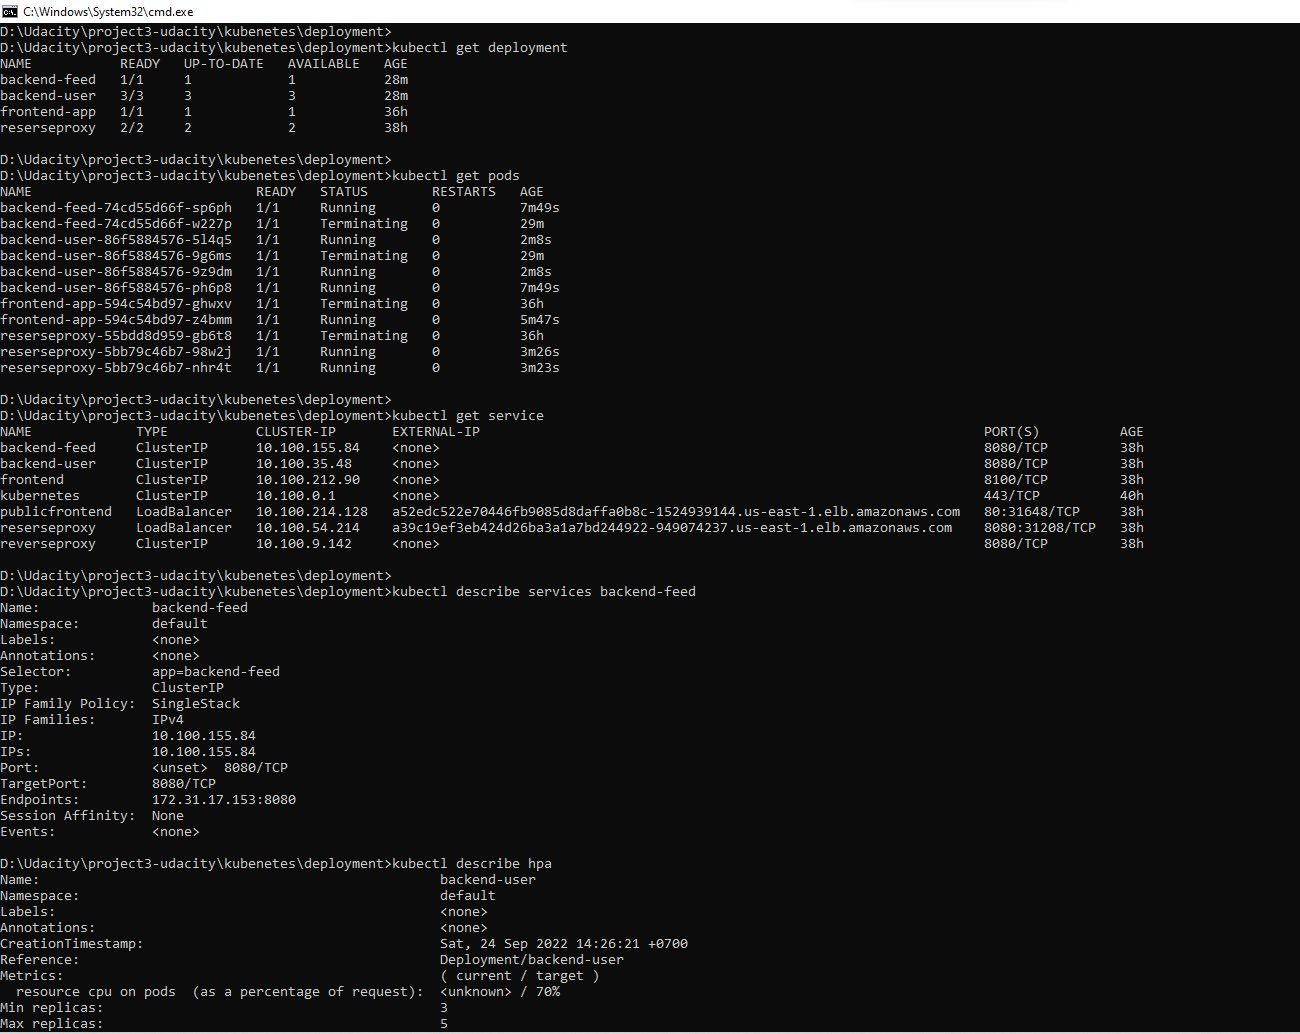 C:\Windows\System32\cmd.exe
D:\Udacity\project3-udacity\kubenetes\deployment>
D:\Udacity\project3-udacity\kubenetes\deployment>kubectl get deployment
NAME           READY   UP-TO-DATE   AVAILABLE   AGE
backend-feed   1/1     1            1           28m
backend-user   3/3     3            3           28m
frontend-app   1/1     1            1           36h
reserseproxy   2/2     2            2           38h
D:\Udacity\project3-udacity\kubenetes\deployment>
D:\Udacity\project3-udacity\kubenetes\deployment>kubectl get pods
NAME                            READY   STATUS        RESTARTS   AGE
backend-feed-74cd55d66f-sp6ph   1/1     Running       0          7m49s
backend-feed-74cd55d66f-w227p   1/1     Terminating   0          29m
backend-user-86f5884576-5l4q5   1/1     Running       0          2m8s
backend-user-86f5884576-9g6ms   1/1     Terminating   0          29m
backend-user-86f5884576-9z9dm   1/1     Running       0          2m8s
backend-user-86f5884576-ph6p8   1/1     Running       0          7m49s
frontend-app-594c54bd97-ghwxv   1/1     Terminating   0          36h
frontend-app-594c54bd97-z4bmm   1/1     Running       0          5m47s
reserseproxy-55bdd8d959-gb6t8   1/1     Terminating   0          36h
reserseproxy-5bb79c46b7-98w2j   1/1     Running       0          3m26s
reserseproxy-5bb79c46b7-nhr4t   1/1     Running       0          3m23s
D:\Udacity\project3-udacity\kubenetes\deployment>
D:\Udacity\project3-udacity\kubenetes\deployment>kubectl get service
NAME             TYPE           CLUSTER-IP       EXTERNAL-IP                                                               PORT(S)          AGE
backend-feed     ClusterIP      10.100.155.84    <none>                                                                    8080/TCP         38h
backend-user     ClusterIP      10.100.35.48     <none>                                                                    8080/TCP         38h
frontend         ClusterIP      10.100.212.90    <none>                                                                    8100/TCP         38h
kubernetes       ClusterIP      10.100.0.1       <none>                                                                    443/TCP          40h
publicfrontend   LoadBalancer   10.100.214.128   a52edc522e70446fb9085d8daffa0b8c-1524939144.us-east-1.elb.amazonaws.com   80:31648/TCP     38h
reserseproxy     LoadBalancer   10.100.54.214    a39c19ef3eb424d26ba3a1a7bd244922-949074237.us-east-1.elb.amazonaws.com    8080:31208/TCP   38h
reverseproxy     ClusterIP      10.100.9.142     <none>                                                                    8080/TCP         38h
D:\Udacity\project3-udacity\kubenetes\deployment>
D:\Udacity\project3-udacity\kubenetes\deployment>kubectl describe services backend-feed
Name:              backend-feed
Namespace:         default
Labels:            <none>
Annotations:       <none>
Selector:          app=backend-feed
Type:              ClusterIP
IP Family Policy:  SingleStack
IP Families:       IPv4
IP:                10.100.155.84
IPs:               10.100.155.84
Port:              <unset>  8080/TCP
TargetPort:        8080/TCP
Endpoints:         172.31.17.153:8080
Session Affinity:  None
Events:            <none>
D:\Udacity\project3-udacity\kubenetes\deployment>kubectl describe hpa
Name:                                                  backend-user
Namespace:                                             default
Labels:                                                <none>
Annotations:                                           <none>
CreationTimestamp:                                     Sat, 24 Sep 2022 14:26:21 +0700
Reference:                                             Deployment/backend-user
Metrics:                                               ( current / target )
  resource cpu on pods  (as a percentage of request):  <unknown> / 70%
Min replicas:                                          3
Max replicas:                                          5